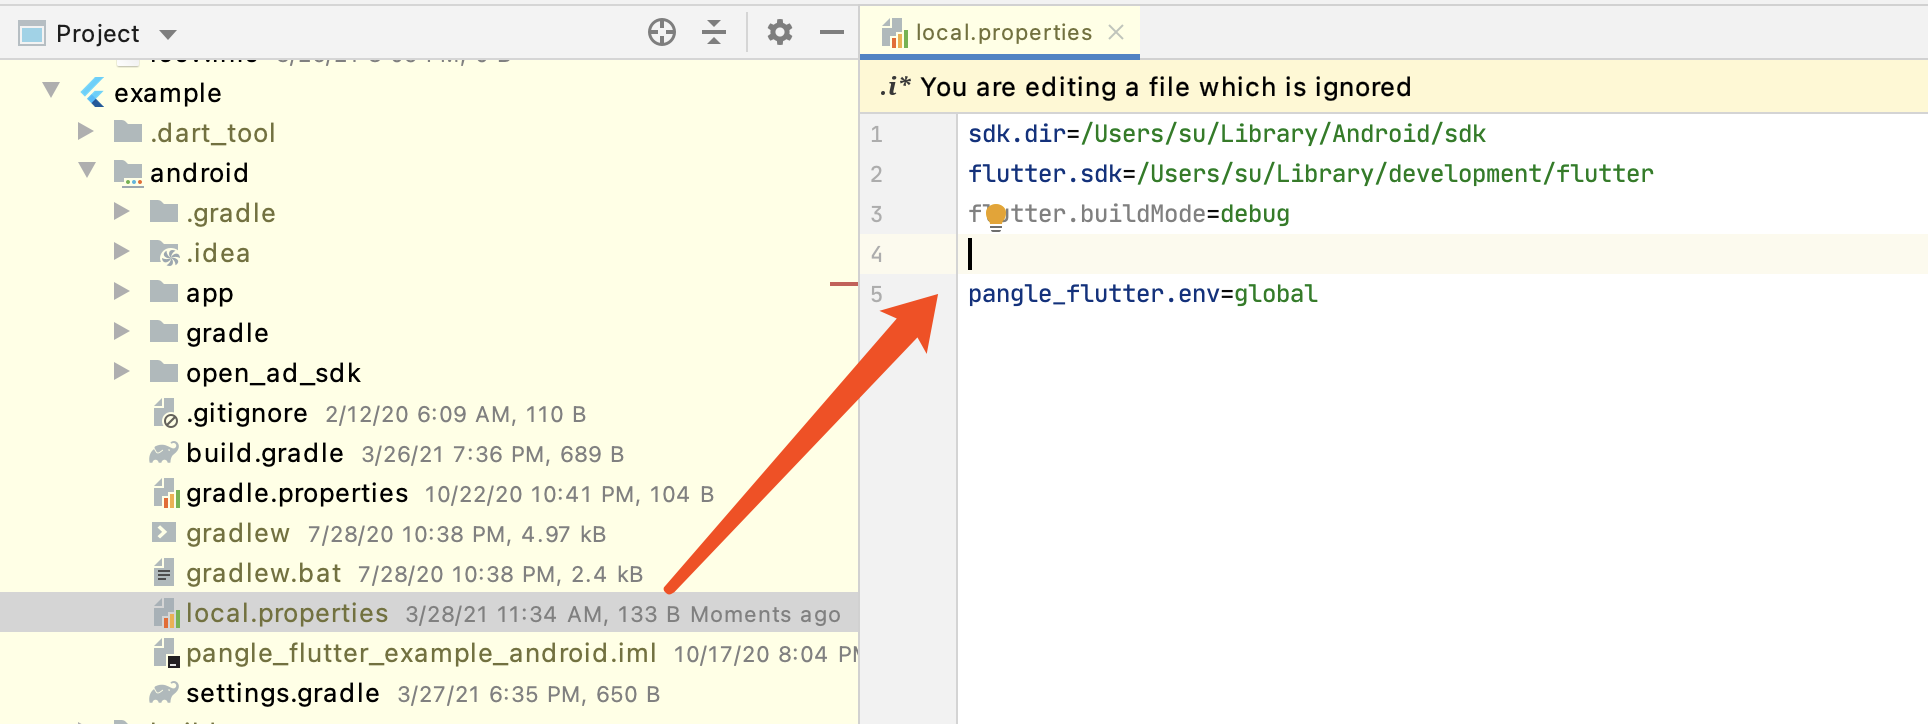 Project
local.properties
.i* You are editing a file which is ignored
example
.dart_tool
android
.gradle
.idea
app
gradle
open_ad_sdk
.gitignore 2/12/20 6:09 AM, 110 B
build.gradle 3/26/21 7:36 PM, 689 B
gradle.properties 10/22/20 10:41 PM, 104 B
gradlew 7/28/20 10:38 PM, 4.97 kB
gradlew.bat 7/28/20 10:38 PM, 2.4 kB
local.properties 3/28/21 11:34 AM, 133 B Moments ago
pangle_flutter_example_android.iml 10/17/20 8:04 PM
settings.gradle 3/27/21 6:35 PM, 650 B
1 sdk.dir=/Users/su/Library/Android/sdk
2 flutter.sdk=/Users/su/Library/development/flutter
3 flutter.buildMode=debug
4
5 pangle_flutter.env=global